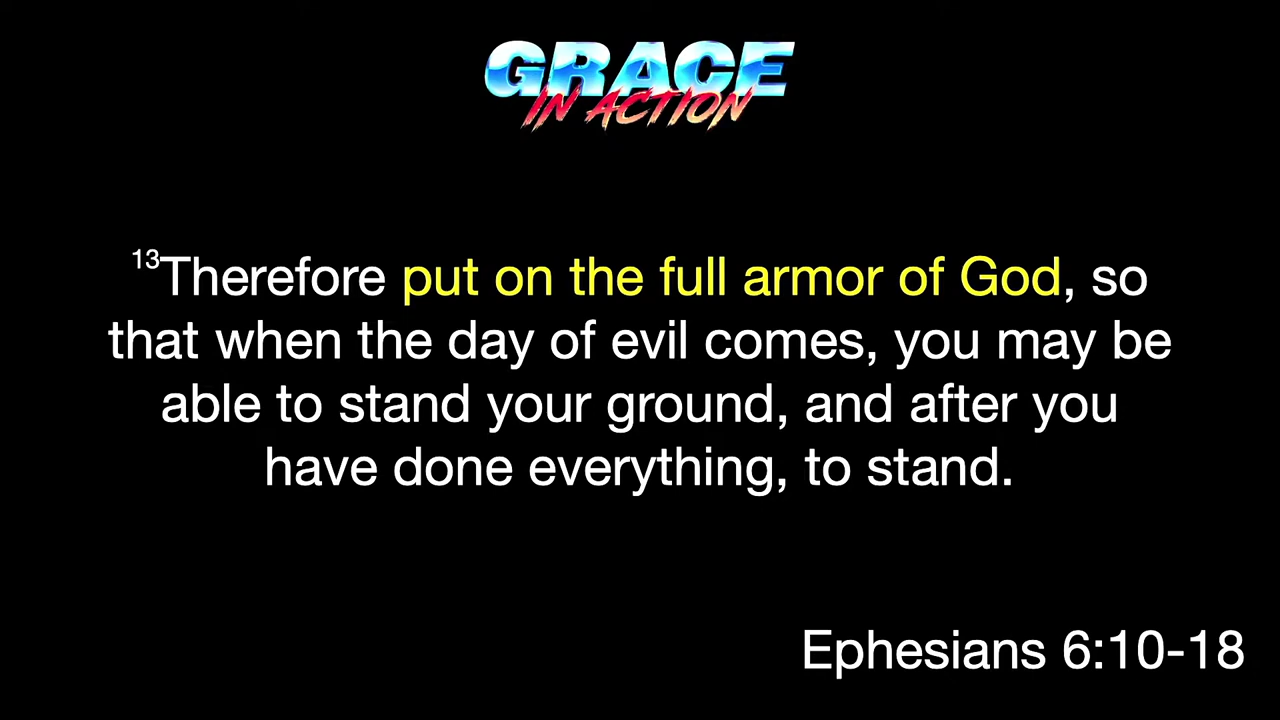 GRACE
IN ACTION
13Therefore put on the full armor of God, so
that when the day of evil comes, you may be
able to stand your ground, and after you
have done everything, to stand.
Ephesians 6:10-18